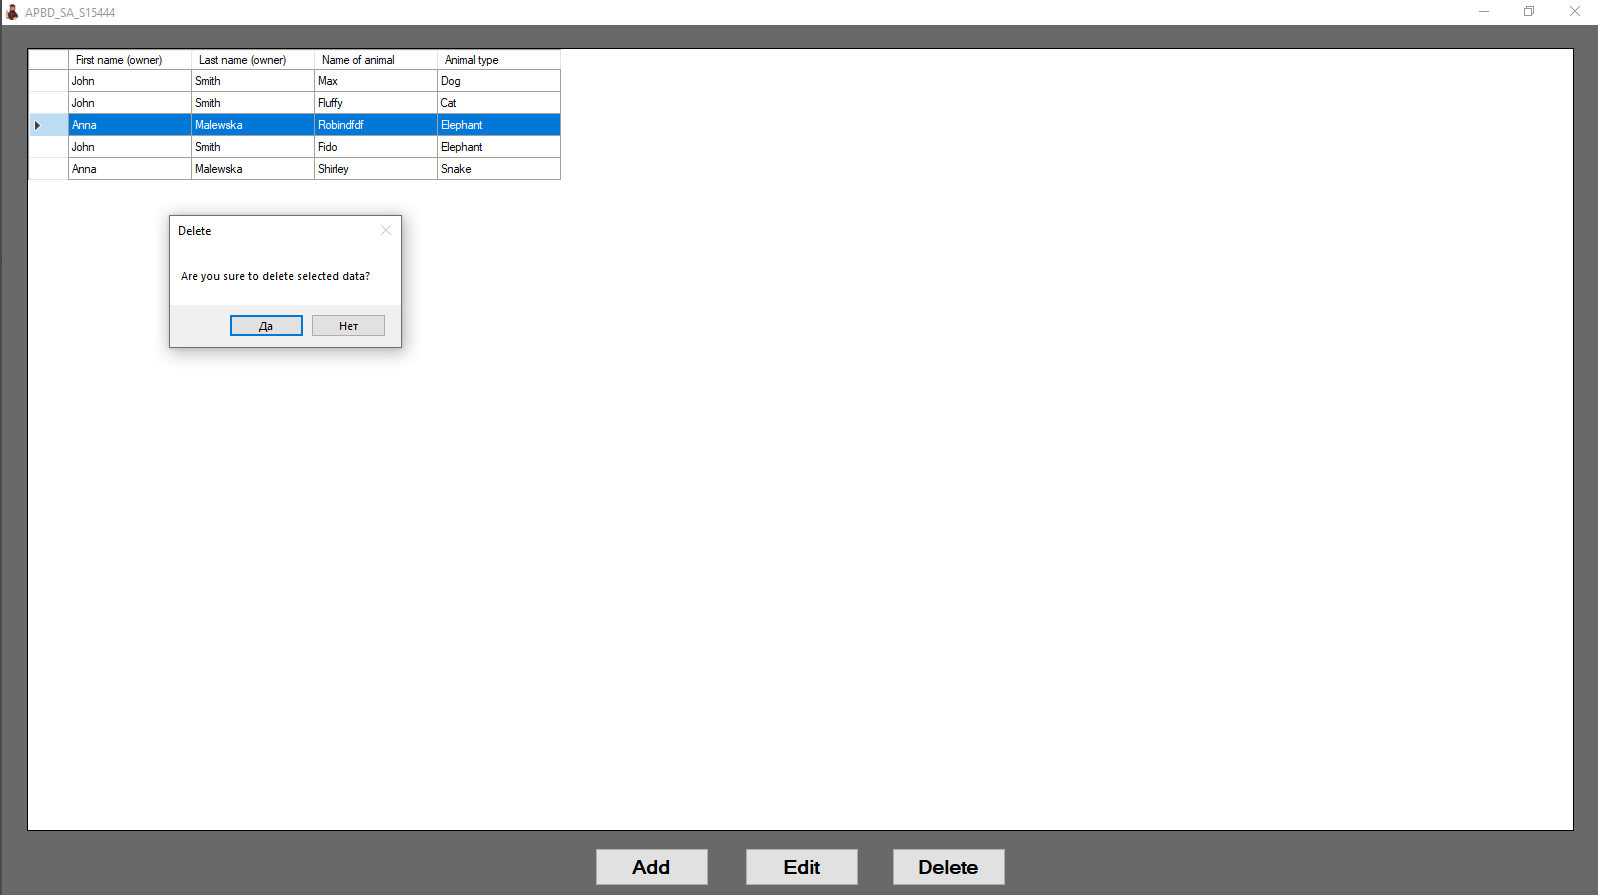 APBD_SA_S15444
First name (owner) Last name (owner) Name of animal Animal type
John Smith Max Dog
John Smith Fluffy Cat
Anna Malewska Robindfdf Elephant
John Smith Fido Elephant
Anna Malewska Shirley Snake
Delete
Are you sure to delete selected data?
Да Нет
Add Edit Delete